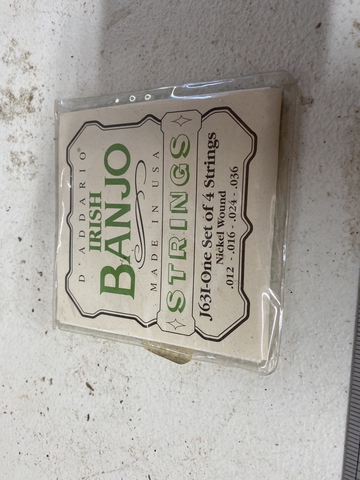 D'ADDARIO®
IRISH
BANJO
MADE IN USA
STRINGS
J63I-One Set of 4 Strings
Nickel Wound
.012 - .016 - .024 - .036